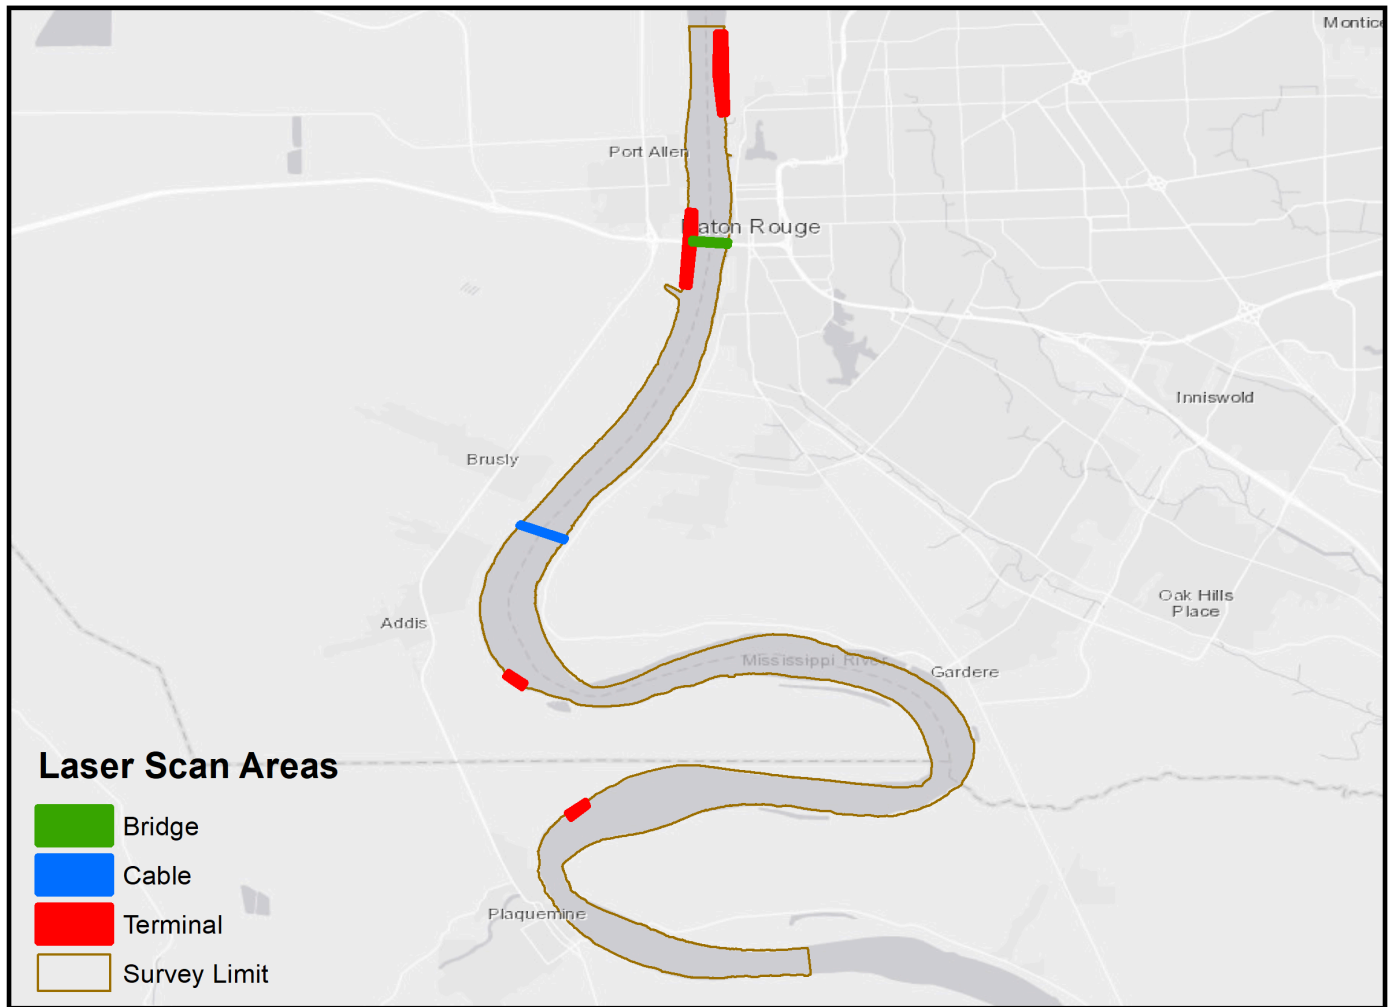 Montice
Port Allen
aton Rouge
Inniswold
Brusly
Oak Hills
Place
Addis
Mississippi River
Gardere
Laser Scan Areas
Bridge
Cable
Terminal
Plaquemine
Survey Limit